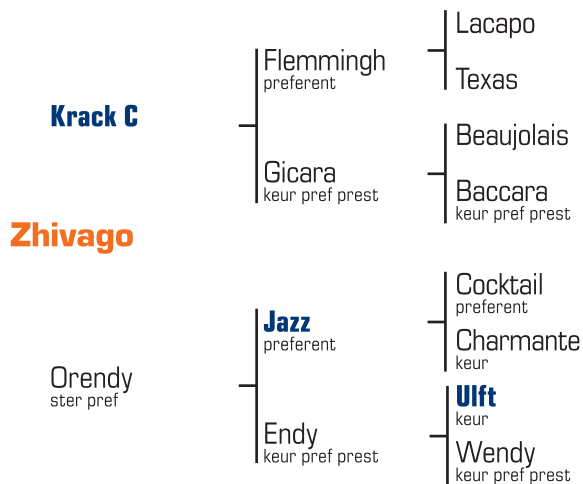 Lacapo
Flemmingh
preferent
Texas
Krack C
Beaujolais
Gicara
keur pref prest
Baccara
keur pref prest
Zhivago
Cocktail
preferent
Jazz
preferent
Charmante
keur
Orendy
ster pref
Ulft
keur
Endy
keur pref prest
Wendy
keur pref prest